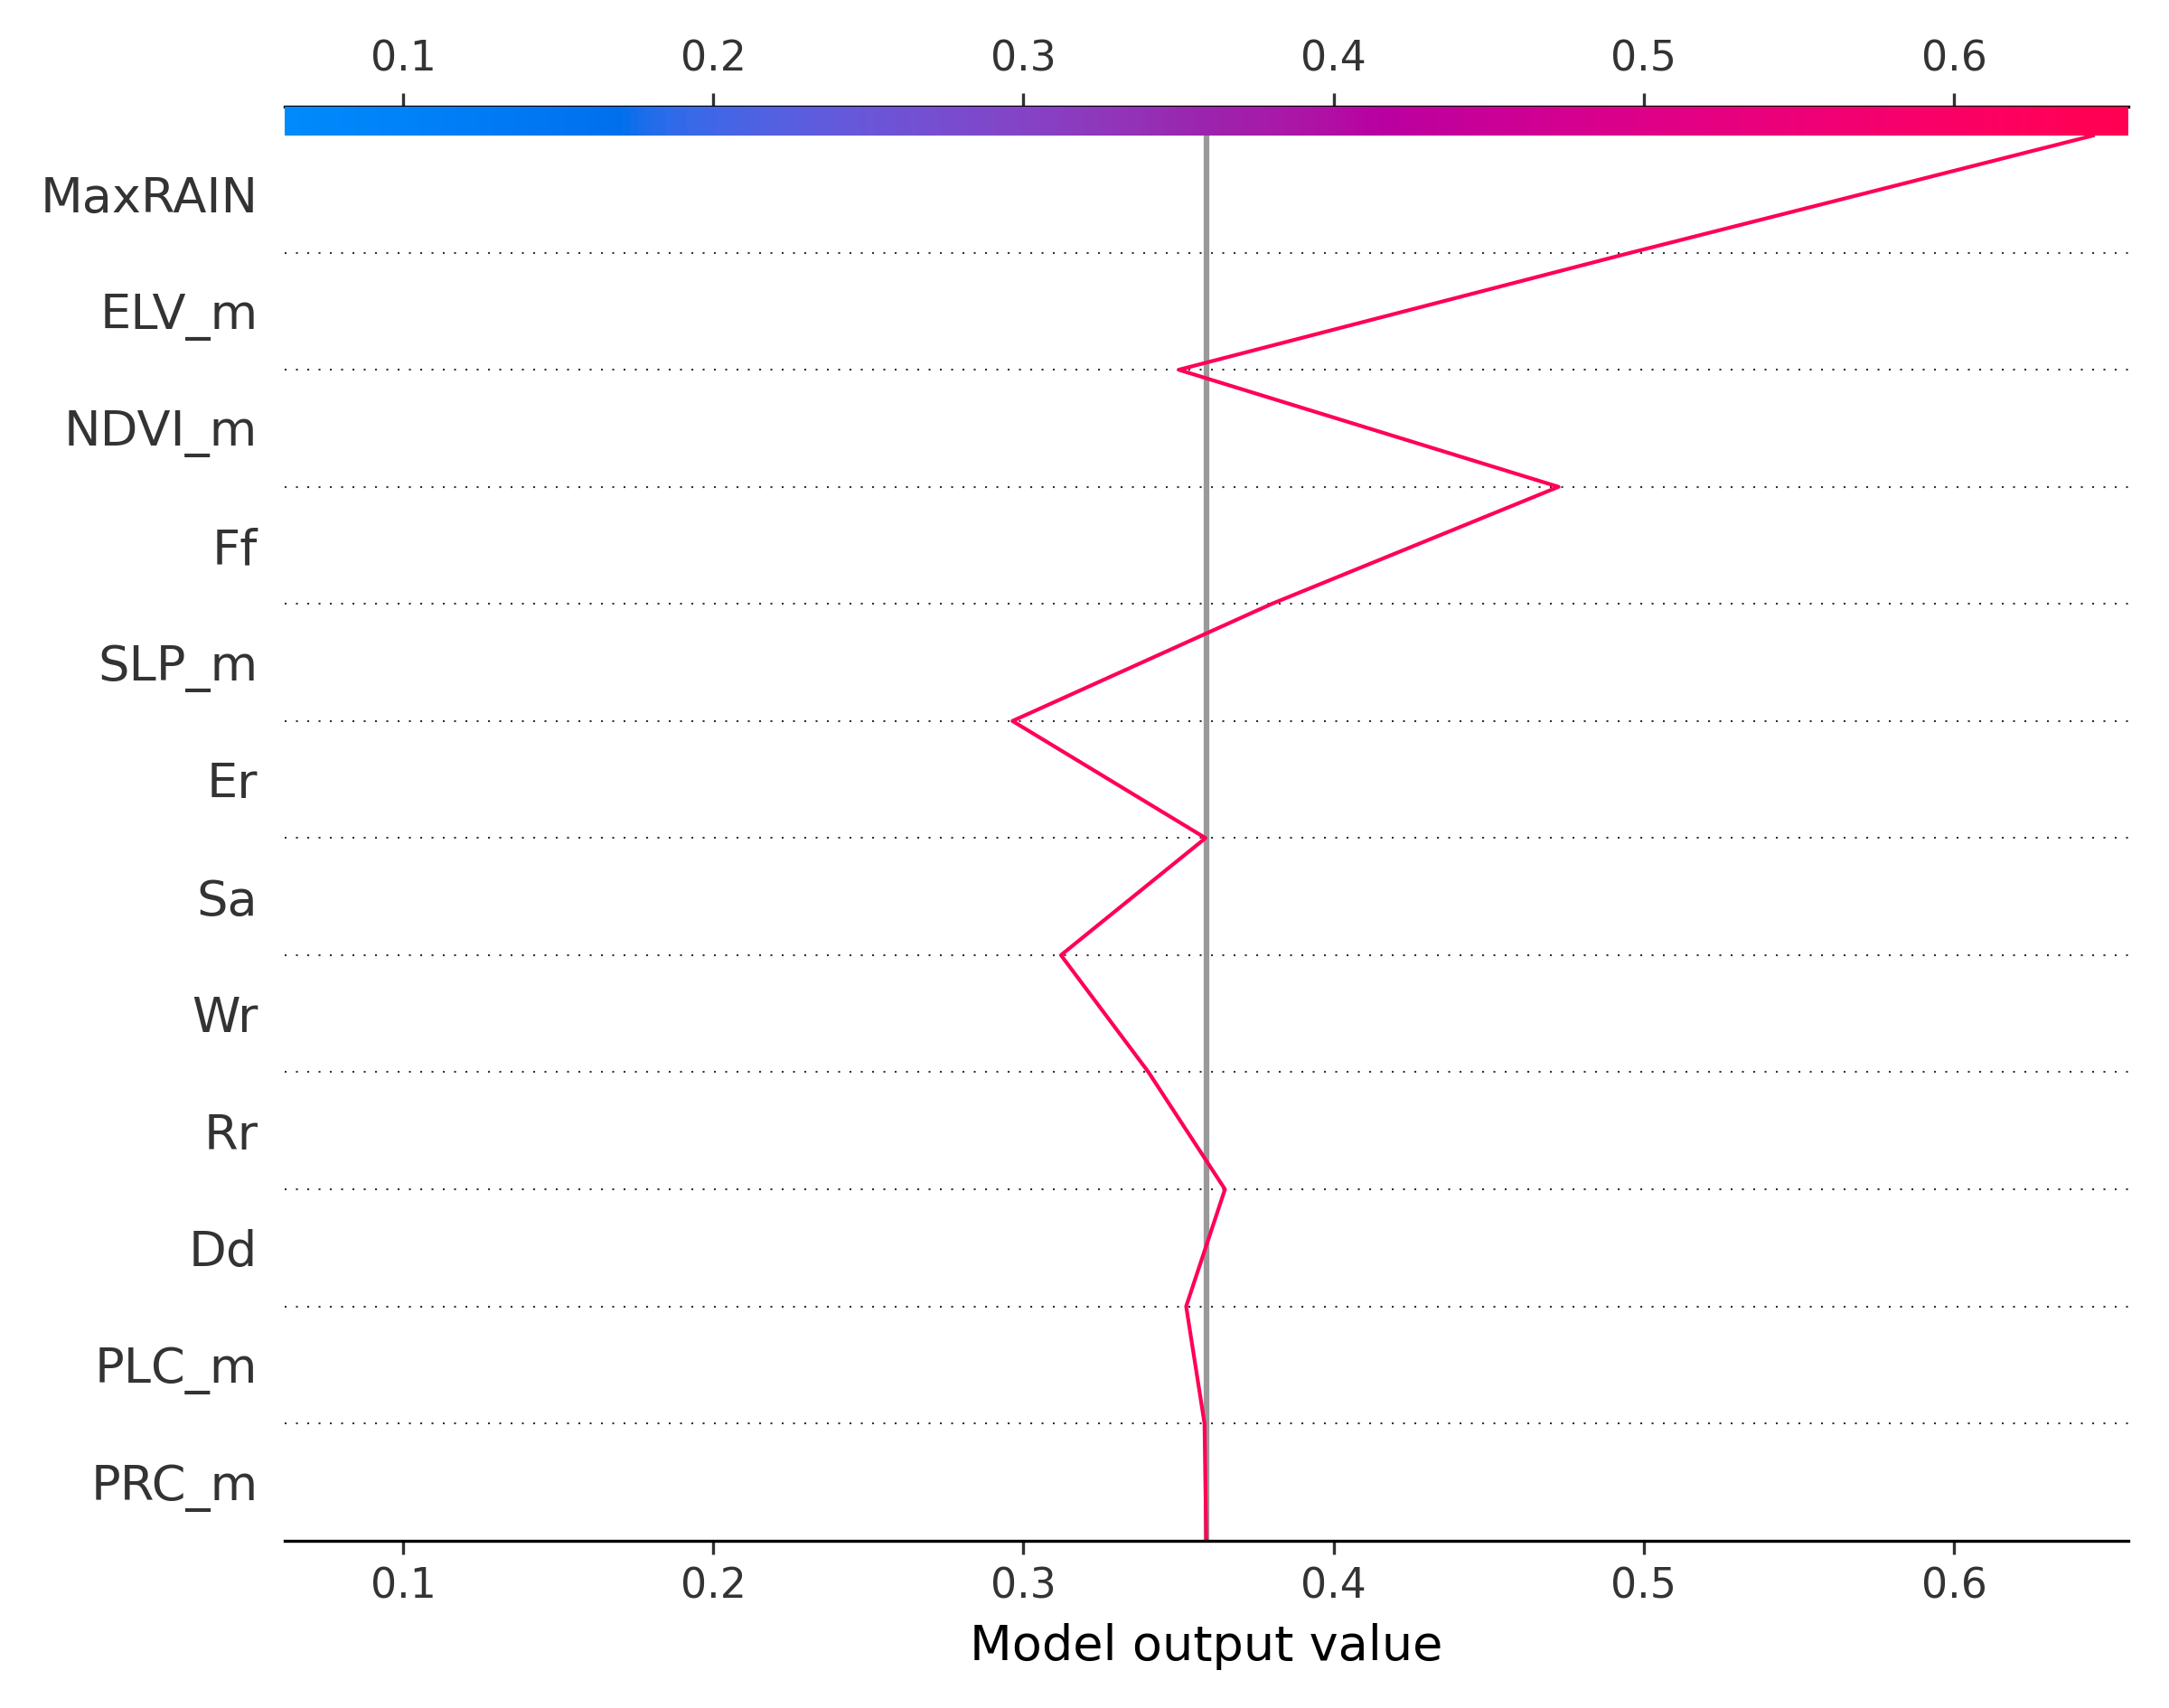 0.1 0.2 0.3 0.4 0.5 0.6
MaxRAIN
ELV_m
NDVI_m
Ff
SLP_m
Er
Sa
Wr
Rr
Dd
PLC_m
PRC_m
0.1 0.2 0.3 0.4 0.5 0.6
Model output value